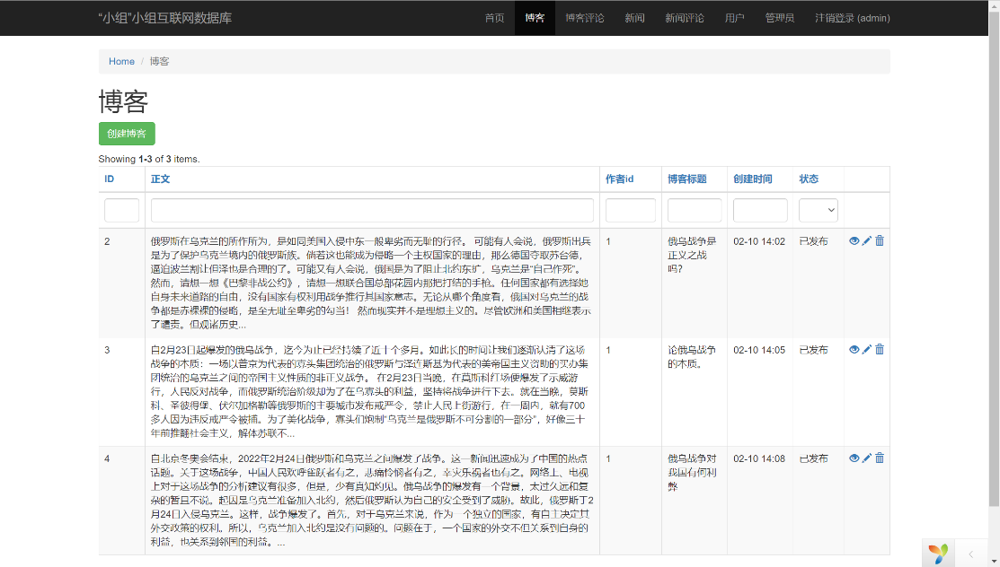 “小组”小组互联网数据库
首页 博客 博客评论 新闻 新闻评论 用户 管理员 注销登录 (admin)
Home / 博客
博客
创建博客
Showing 1-3 of 3 items.
ID 正文 作者id 博客标题 创建时间 状态
2
俄罗斯在乌克兰的所作所为，是如同美国入侵中东一般卑劣而无耻的行径。 可能有人会说，俄罗斯出兵
是为了保护乌克兰境内的俄罗斯族。倘若这也能成为侵略一个主权国家的理由，那么德国夺取苏台德，
逼迫波兰割让但泽也是合理的了。可能又有人会说，俄国是为了阻止北约东扩，乌克兰是“自己作死”。
然而，请想一想《巴黎非战公约》，请想一想联合国总部花园内那把打结的手枪。任何国家都有选择她
自身未来道路的自由，没有国家有权利用战争推行其国家意志。无论从哪个角度看，俄国对乌克兰的战
争都是赤裸裸的侵略，是至无耻至卑劣的勾当！ 然而现实并不是理想主义的。尽管欧洲和美国相继表示
了谴责。但观诸历史...
1
俄乌战争是
正义之战
吗?
02-10 14:02
已发布
3
自2月23日起爆发的俄乌战争，迄今为止已经持续了近十个多月。如此长的时间让我们逐渐认清了这场
战争的本质：一场以普京为代表的寡头集团统治的俄罗斯与泽连斯基为代表的美帝国主义资助的买办集
团统治的乌克兰之间的帝国主义性质的非正义战争。 在2月23日当晚，在莫斯科红场便爆发了示威游
行，人民反对战争，而俄罗斯统治阶级却为了在乌寡头的利益，坚持将战争进行下去。就在当晚，莫斯
科、圣彼得堡、伏尔加格勒等俄罗斯的主要城市发布戒严令，禁止人民上街游行，在一周内，就有700
多人因为违反戒严令被捕。为了美化战争，寡头们炮制“乌克兰是俄罗斯不可分割的一部分”，好像三十
年前推翻社会主义，解体苏联不...
1
论俄乌战争
的本质。
02-10 14:05
已发布
4
自北京冬奥会结束，2022年2月24日俄罗斯和乌克兰之间爆发了战争。这一新闻迅速成为了中国的热点
话题。关于这场战争，中国人民欢呼雀跃者有之，悲痛怜悯者有之，幸灾乐祸者也有之。网络上、电视
上对于这场战争的分析建议有很多，但是，少有真知灼见。俄乌战争的爆发有一个背景，太过久远和复
杂的暂且不说。起因是乌克兰准备加入北约，然后俄罗斯认为自己的安全受到了威胁。故此，俄罗斯于2
月24日入侵乌克兰。这样，战争爆发了。首先，对于乌克兰来说，作为一个独立的国家，有自主决定其
外交政策的权利。所以，乌克兰加入北约是没有问题的。问题在于，一个国家的外交不但关系到自身的
利益，也关系到邻国的利益。...
1
俄乌战争对
我国有何利
弊
02-10 14:08
已发布